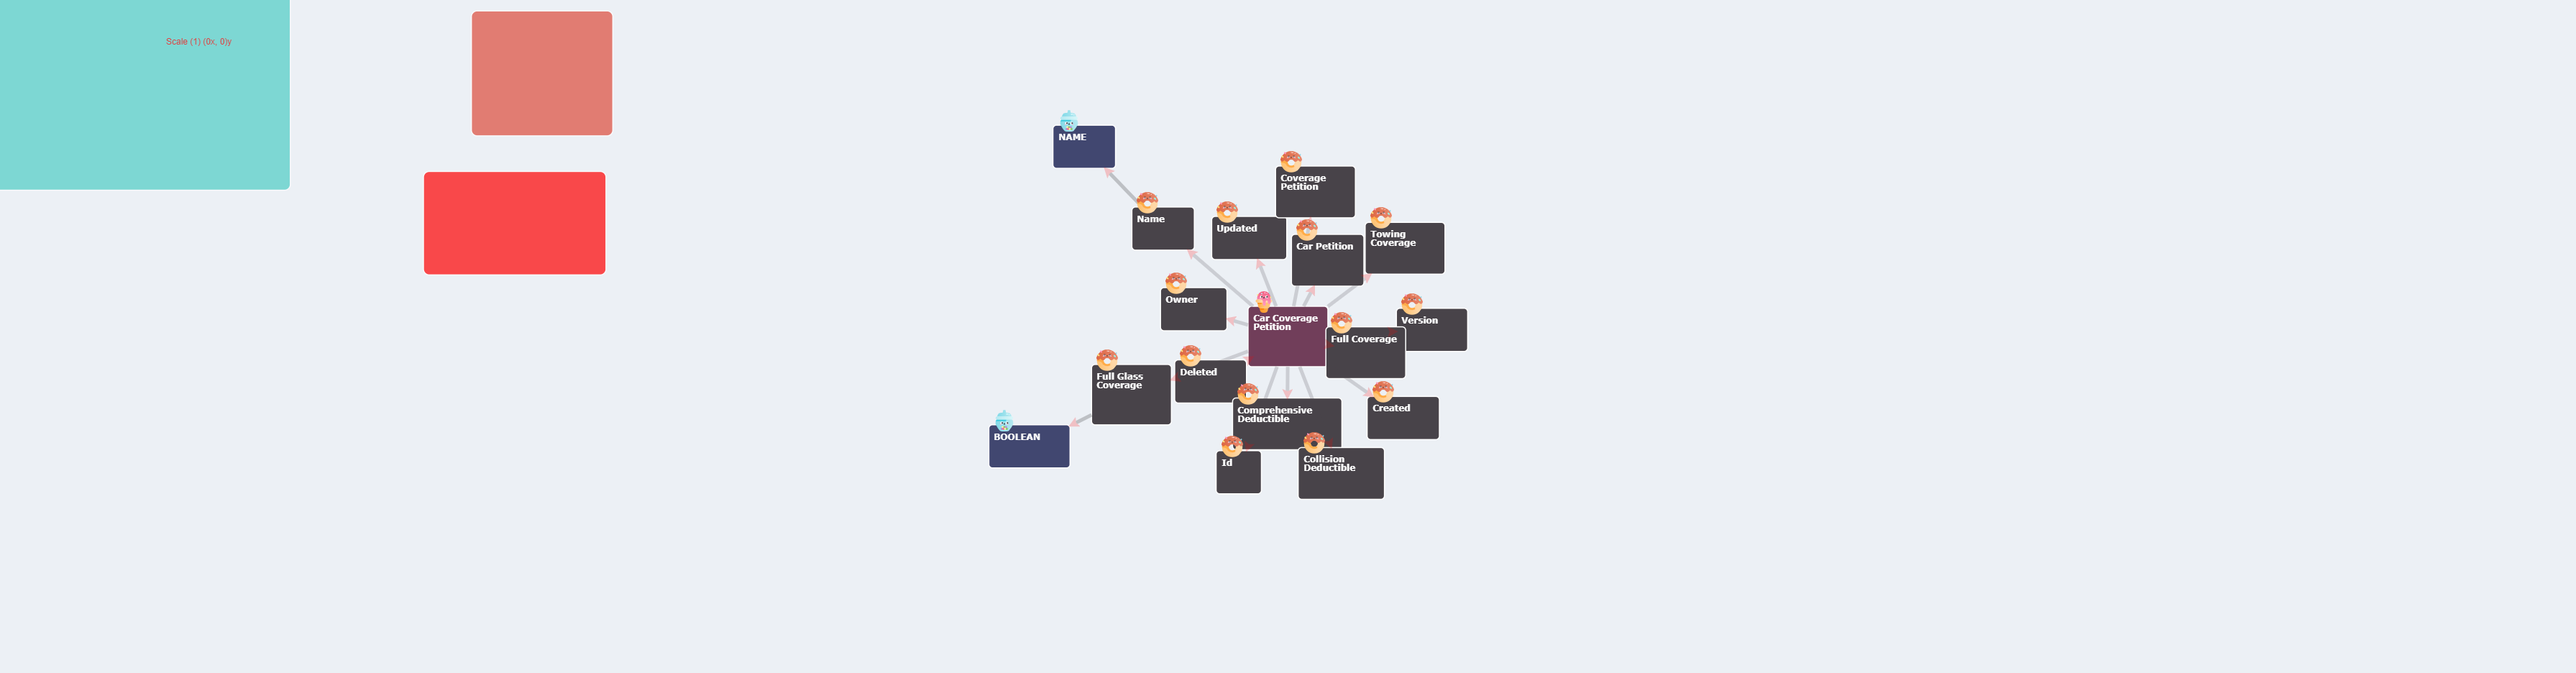 Scale (1) (0x, 0)y
NAME
Coverage
Petition
Name
Updated
Towing
Coverage
Car Petition
Owner
Car Coverage
Petition
Version
Full Coverage
Deleted
Full Glass
Coverage
Created
Comprehensive
Deductible
BOOLEAN
Id
Collision
Deductible